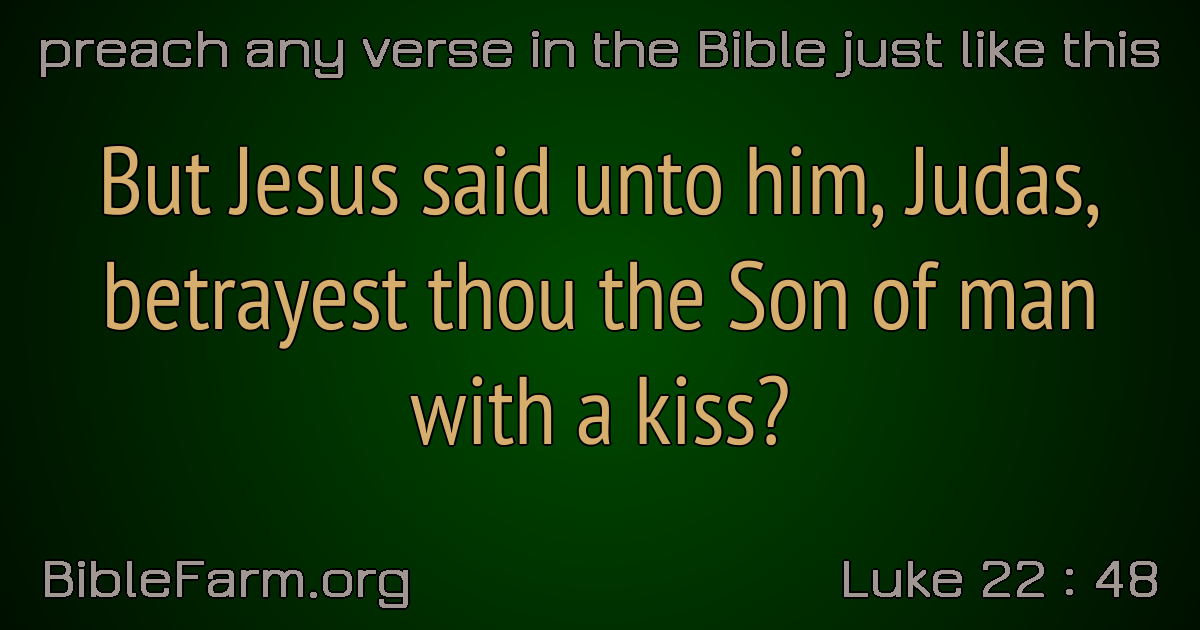 preach any verse in the Bible just like this
But Jesus said unto him, Judas,
betrayest thou the Son of man
with a kiss?
BibleFarm.org
Luke 22 : 48